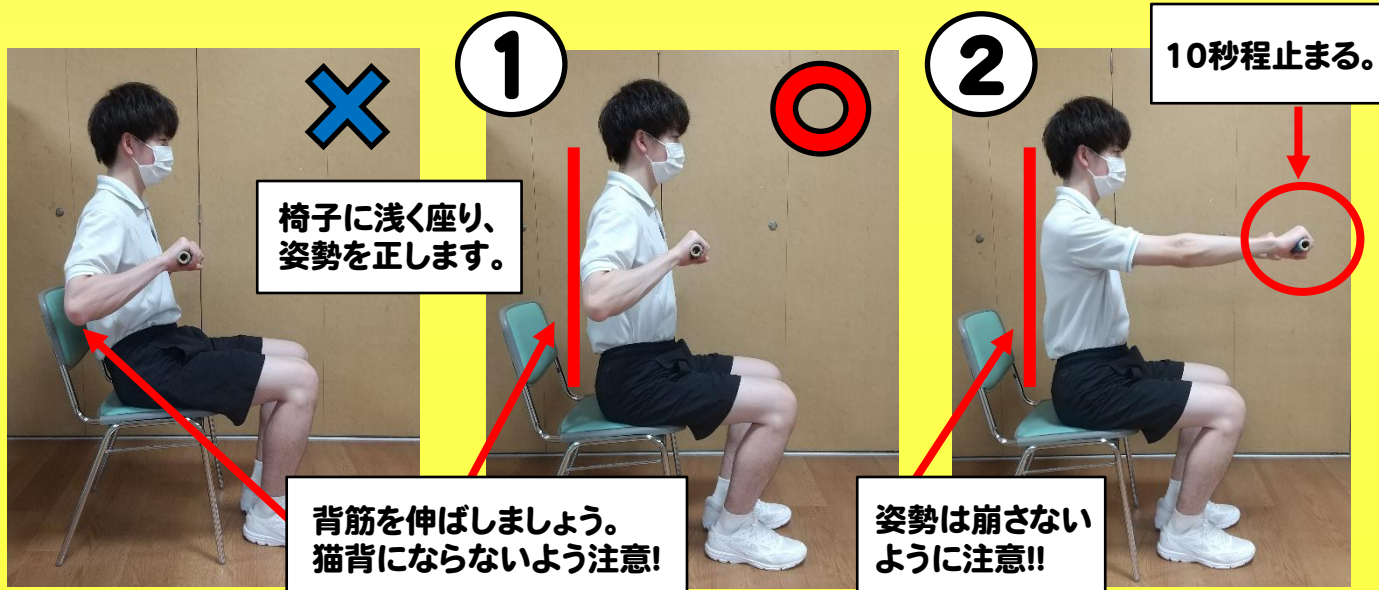 ①
②
10秒程止まる。
椅子に浅く座り、
姿勢を正します。
背筋を伸ばしましょう。
猫背にならないよう注意!
姿勢は崩さない
ように注意!!